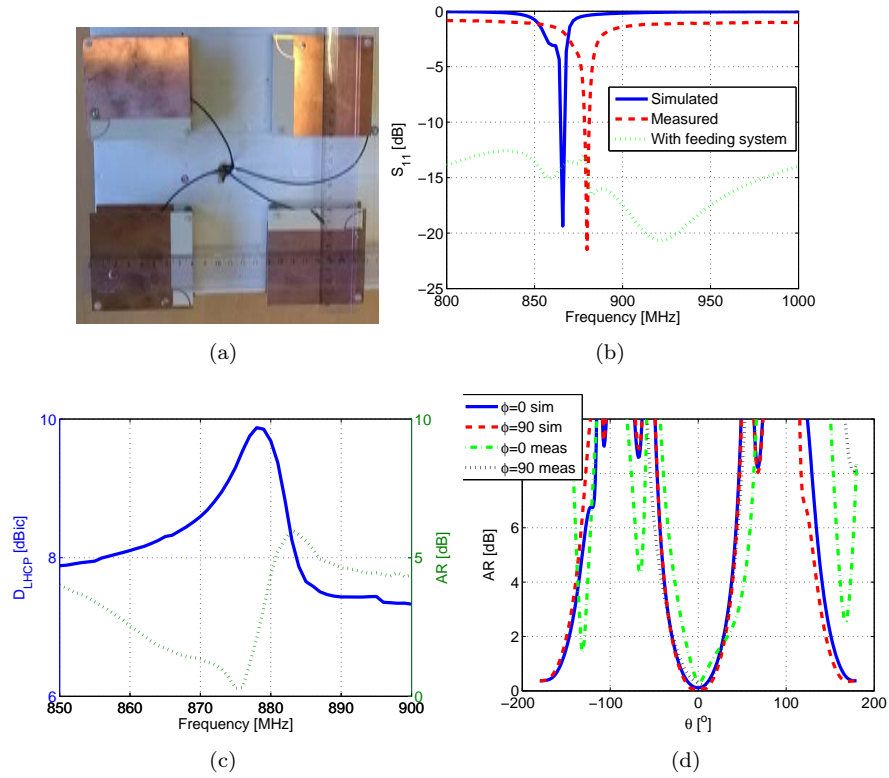 (a)
0
−5
−10
−15
−20
−25
800
850
900
950
1000
S11 [dB]
Frequency [MHz]
Simulated
Measured
With feeding system
(b)
10
8
6
DLHCP [dBic]
850
860
870
880
890
900
Frequency [MHz]
10
5
0
AR [dB]
(c)
ϕ=0 sim
ϕ=90 sim
ϕ=0 meas
ϕ=90 meas
6
4
2
0
AR [dB]
−200
−100
0
100
200
θ [º]
(d)